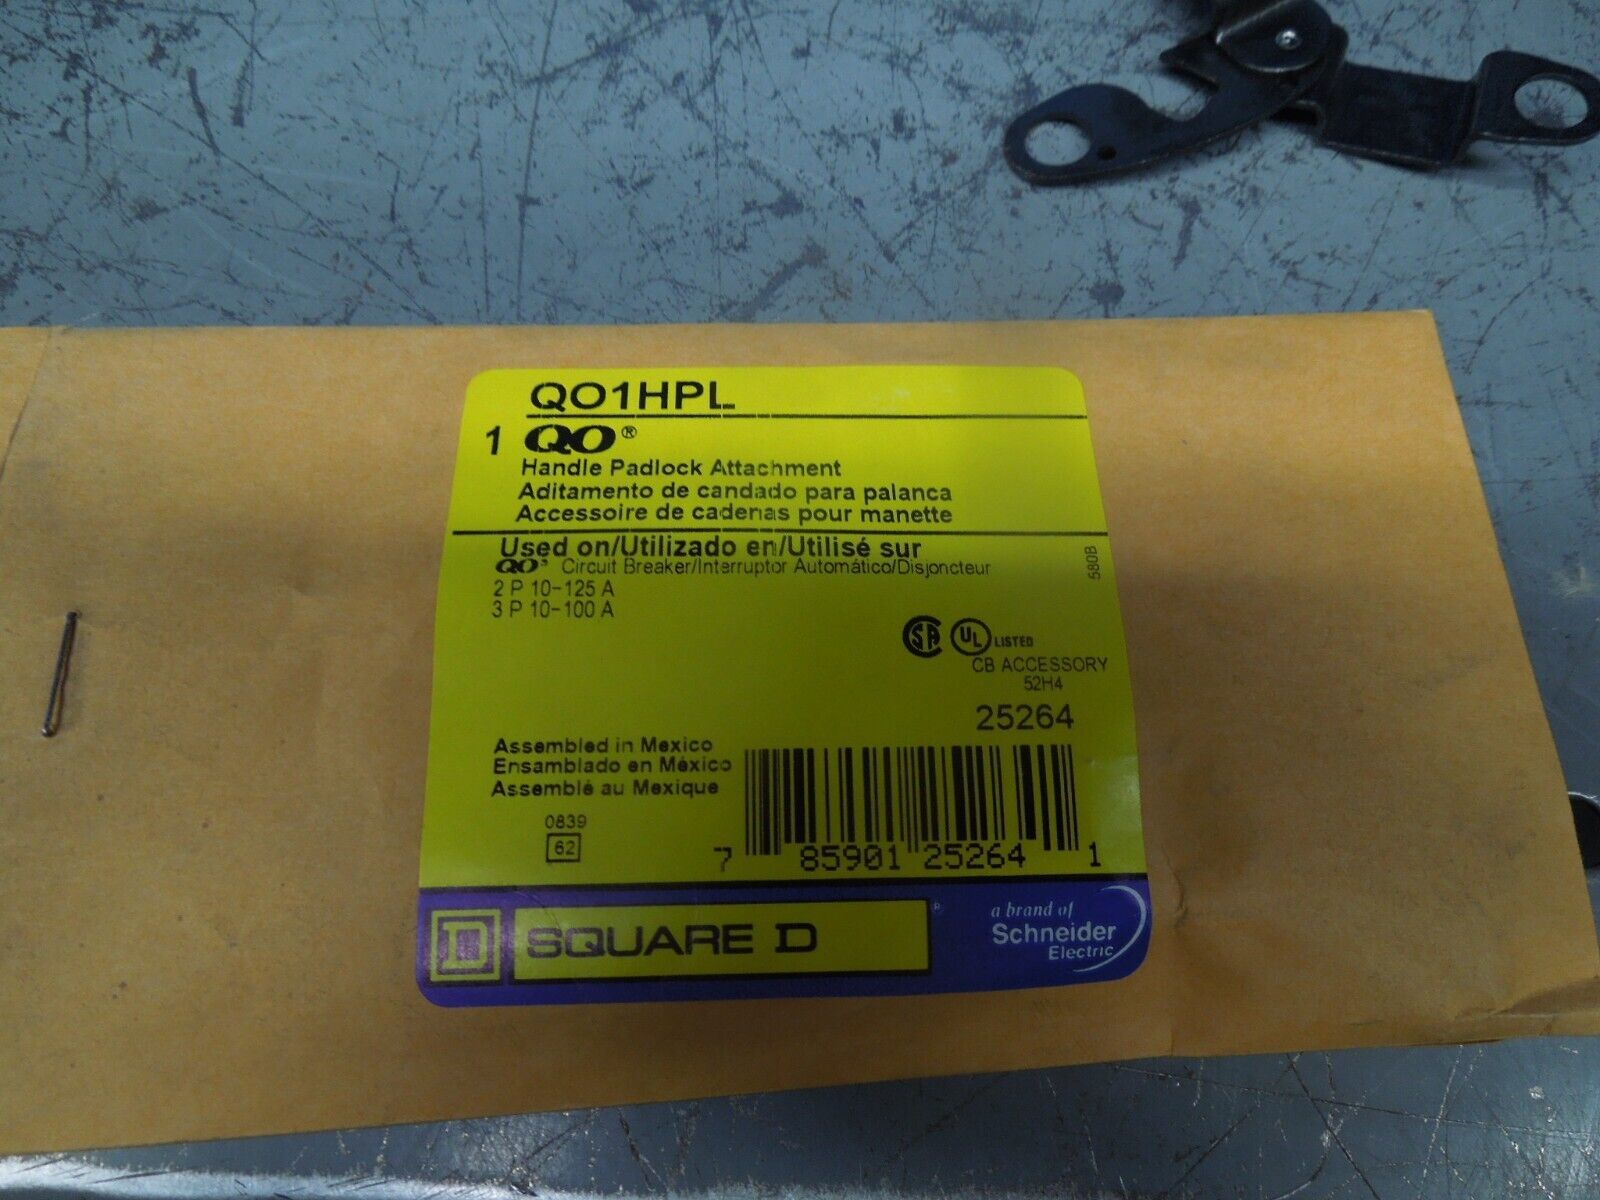 QO1HPL
1 QO®
Handle Padlock Attachment
Aditamento de candado para palanca
Accessoire de cadenas pour manette
Used on/Utilizado en/Utilisé sur
QO® Circuit Breaker/Interruptor Automático/Disjoncteur
2 P 10-125 A
3 P 10-100 A
580B
SA UL LISTED
CB ACCESSORY
52H4
25264
Assembled in Mexico
Ensamblado en México
Assemblé au Mexique
0839
62
7 85901 25264 1
D SQUARE D ®
a brand of
Schneider
Electric